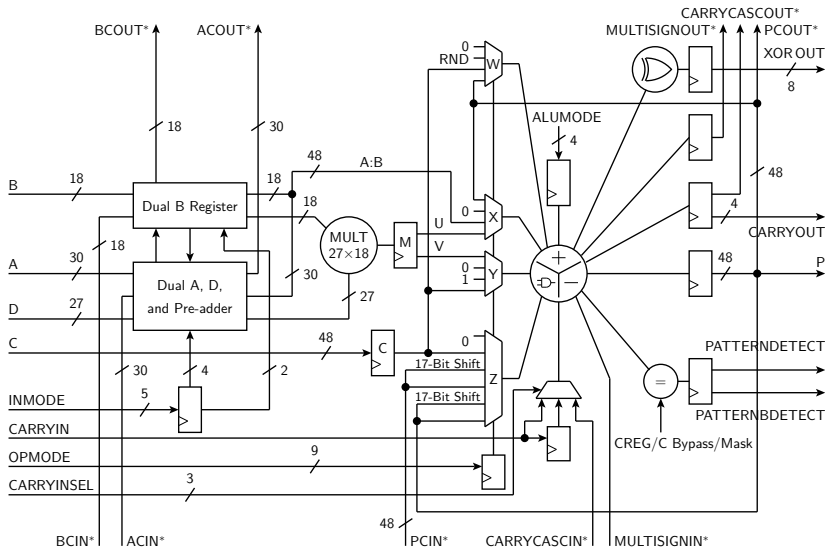 CARRYCASCOUT*
BCOUT* ACOUT* MULTISIGNOUT* PCOUT*
0 W XOR OUT
RND
8
ALUMODE
18 30 4
48 A:B 48
B 18 18
Dual B Register 18 0 X 4
U CARRYOUT
MULT 27×18 M
18 V
A 30 30 0 Y + − 48 P
1
Dual A, D, and Pre-adder 27
D 27
C 48 C 0 PATTERNDETECT
17-Bit Shift
30 4 2 Z =
INMODE 5 17-Bit Shift
PATTERNBDETECT
CARRYIN CREG/C Bypass/Mask
OPMODE 9
CARRYINSEL 3
48
BCIN* ACIN* PCIN* CARRYCASCIN* MULTISIGNIN*